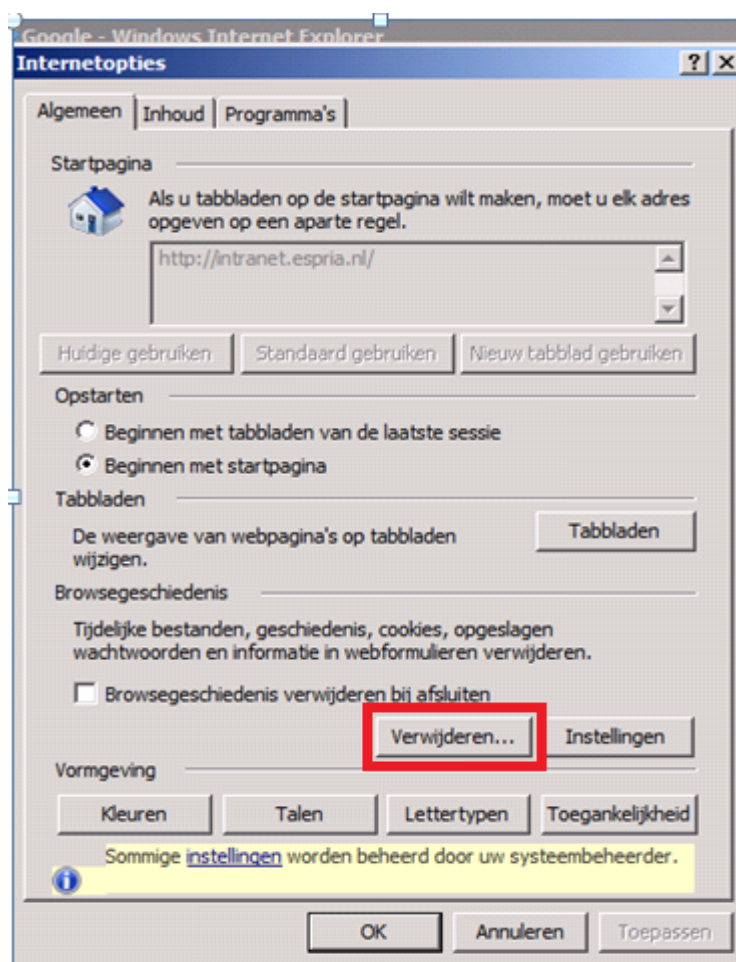 Google - Windows Internet Explorer
Internetopties
Algemeen Inhoud Programma's
Startpagina
Als u tabbladen op de startpagina wilt maken, moet u elk adres
opgeven op een aparte regel.
http://intranet.espria.nl/
Huidige gebruiken Standaard gebruiken Nieuw tabblad gebruiken
Opstarten
Beginnen met tabbladen van de laatste sessie
Beginnen met startpagina
Tabbladen
De weergave van webpagina's op tabbladen
wijzigen.
Tabbladen
Browsegeschiedenis
Tijdelijke bestanden, geschiedenis, cookies, opgeslagen
wachtwoorden en informatie in webformulieren verwijderen.
Browsegeschiedenis verwijderen bij afsluiten
Verwijderen... Instellingen
Vormgeving
Kleuren Talen Lettertypen Toegankelijkheid
Sommige instellingen worden beheerd door uw systeembeheerder.
OK Annuleren Toepassen